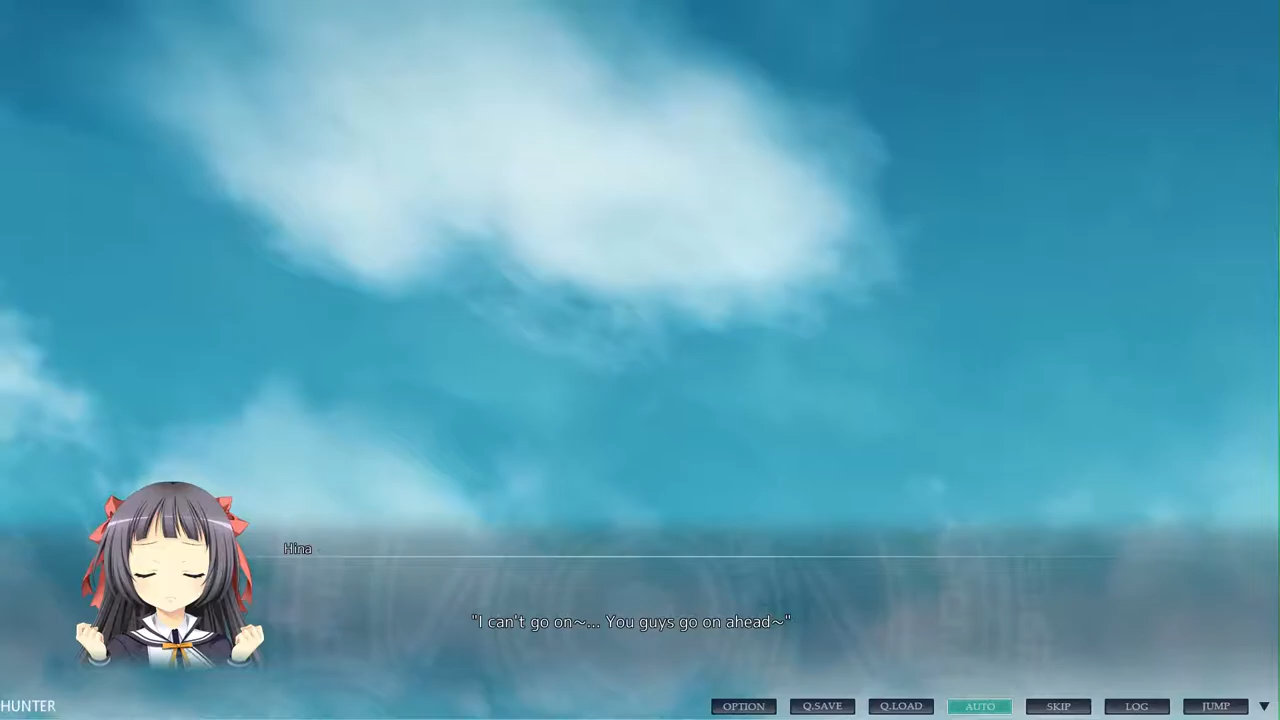 Hina
"I can't go on~... You guys go on ahead~"
HUNTER
OPTION
Q.SAVE
Q.LOAD
AUTO
SKIP
LOG
JUMP